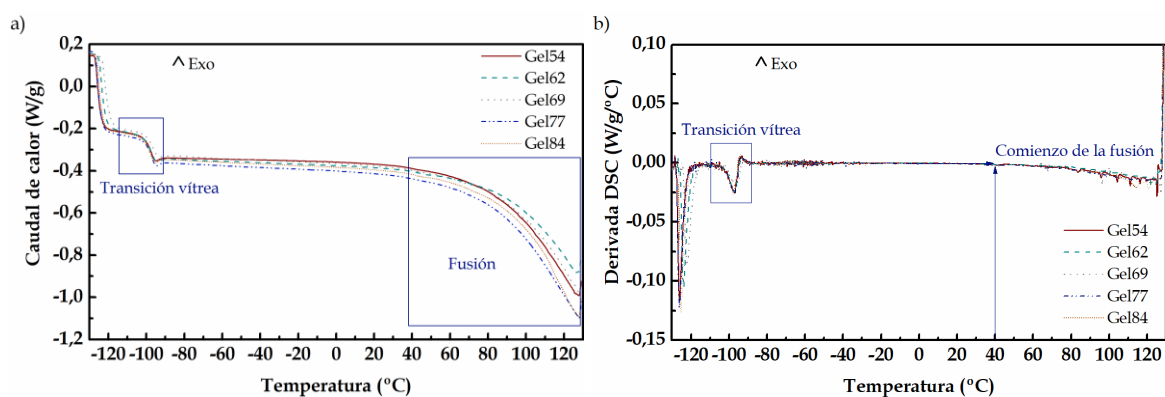 a)
0,2
0,0
-0,2
-0,4
-0,6
-0,8
-1,0
-1,2
Caudal de calor (W/g)
^ Exo
Gel54
Gel62
Gel69
Gel77
Gel84
Transición vítrea
Fusión
-120 -100 -80 -60 -40 -20 0 20 40 60 80 100 120
Temperatura (ºC)
b)
0,10
0,05
0,00
-0,05
-0,10
-0,15
Derivada DSC (W/g/ºC)
^ Exo
Transición vítrea
Comienzo de la fusión
Gel54
Gel62
Gel69
Gel77
Gel84
-120 -100 -80 -60 -40 -20 0 20 40 60 80 100 120
Temperatura (ºC)